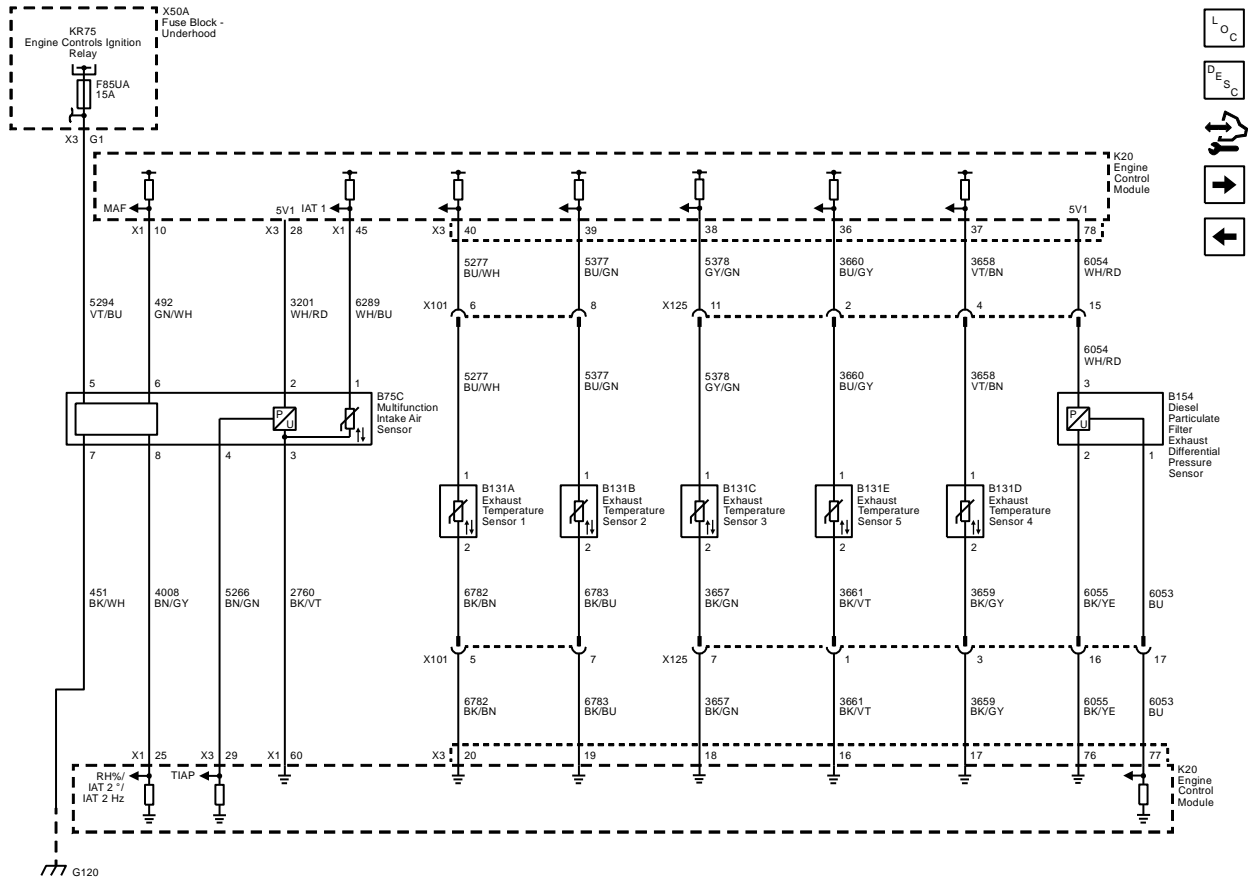 X50A
Fuse Block -
Underhood
KR75
Engine Controls Ignition
Relay
F85UA
15A
X3 G1
L
O
C
D
E
S
C
K20
Engine
Control
Module
MAF
5V1
IAT 1
5V1
X1 10
X3 28
X1 45
X3 40
39
38
36
37
78
5277
BU/WH
5377
BU/GN
5378
GY/GN
3660
BU/GY
3658
VT/BN
6054
WH/RD
5294
VT/BU
492
GN/WH
3201
WH/RD
6289
WH/BU
X101 6
8
X125 11
2
4
15
5277
BU/WH
5377
BU/GN
5378
GY/GN
3660
BU/GY
3658
VT/BN
6054
WH/RD
5
6
2
1
3
B75C
Multifunction
Intake Air
Sensor
P
U
B154
Diesel
Particulate
Filter
Exhaust
Differential
Pressure
Sensor
P
U
7
8
4
3
2
1
1
1
1
1
1
B131A
Exhaust
Temperature
Sensor 1
B131B
Exhaust
Temperature
Sensor 2
B131C
Exhaust
Temperature
Sensor 3
B131E
Exhaust
Temperature
Sensor 5
B131D
Exhaust
Temperature
Sensor 4
2
2
2
2
2
451
BK/WH
4008
BN/GY
5266
BN/GN
2760
BK/VT
6782
BK/BN
6783
BK/BU
3657
BK/GN
3661
BK/VT
3659
BK/GY
6055
BK/YE
6053
BU
X101 5
7
X125 7
1
3
16
17
6782
BK/BN
6783
BK/BU
3657
BK/GN
3661
BK/VT
3659
BK/GY
6055
BK/YE
6053
BU
X1 25
X3 29
X1 60
X3 20
19
18
16
17
76
77
RH%/
IAT 2 °/
IAT 2 Hz
TIAP
K20
Engine
Control
Module
G120